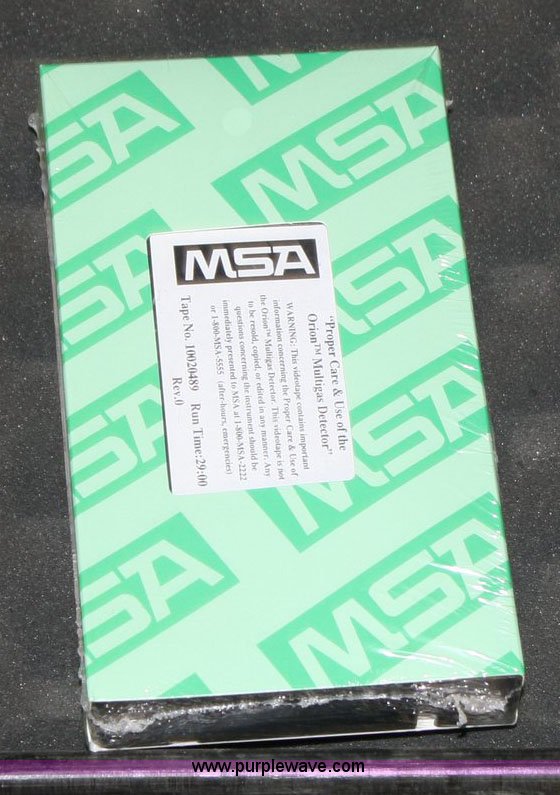 MSA
MSA
MSA
"Proper Care & Use of the
Orion™ Multigas Detector"
WARNING: This videotape contains important
information concerning the Proper Care & Use of
the Orion™ Multigas Detector. This videotape is not
to be resold, copied, or edited in any manner. Any
questions concerning the instrument should be
immediately presented to MSA at 1-800-MSA-2222
or 1-800-MSA-5555 (after-hours, emergencies)
Tape No. 10020489 Run Time: 29:00
Rev.0
MSA
MSA
MSA
www.purplewave.com